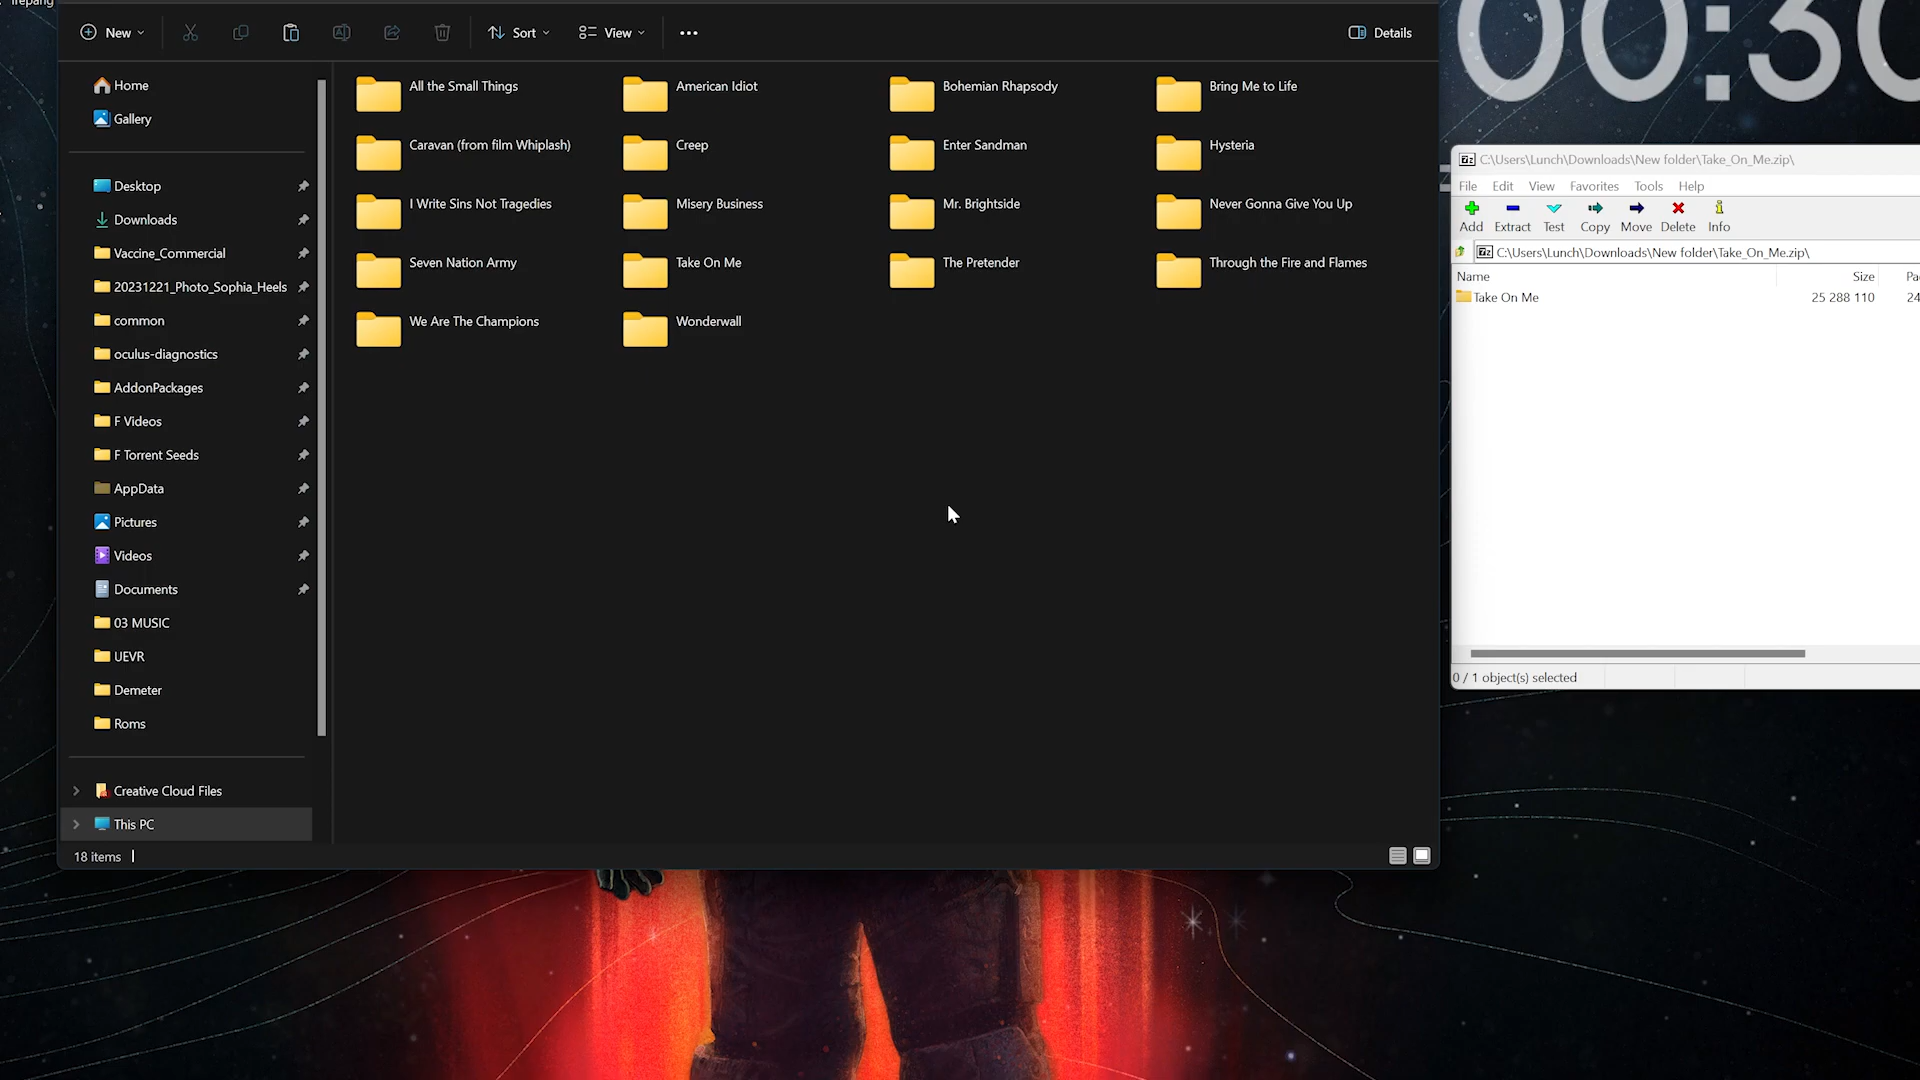 New
Sort
View
Details
Home
Gallery
Desktop
Downloads
Vaccine_Commercial
20231221_Photo_Sophia_Heels
common
oculus-diagnostics
AddonPackages
F Videos
F Torrent Seeds
AppData
Pictures
Videos
Documents
03 MUSIC
UEVR
Demeter
Roms
Creative Cloud Files
This PC
18 items
All the Small Things
American Idiot
Bohemian Rhapsody
Bring Me to Life
Caravan (from film Whiplash)
Creep
Enter Sandman
Hysteria
I Write Sins Not Tragedies
Misery Business
Mr. Brightside
Never Gonna Give You Up
Seven Nation Army
Take On Me
The Pretender
Through the Fire and Flames
We Are The Champions
Wonderwall
00:30
C:\Users\Lunch\Downloads\New folder\Take_On_Me.zip\
File Edit View Favorites Tools Help
Add Extract Test Copy Move Delete Info
C:\Users\Lunch\Downloads\New folder\Take_On_Me.zip\
Name Size
Take On Me 25 288 110
0 / 1 object(s) selected